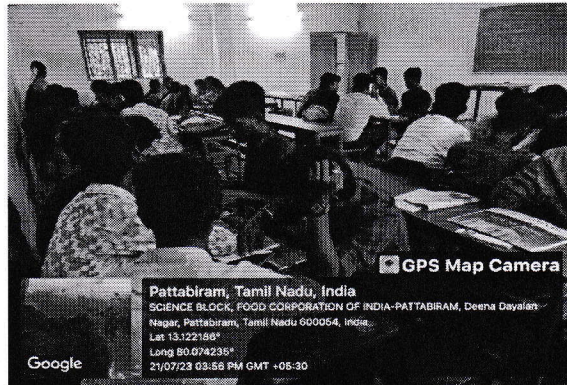 GPS Map Camera
Pattabiram, Tamil Nadu, India
SCIENCE BLOCK, FOOD CORPORATION OF INDIA-PATTABIRAM, Deena Dayalan
Nagar, Pattabiram, Tamil Nadu 600054, India
Lat 13.122186°
Long 80.074235°
21/07/23 03:56 PM GMT +05:30
Google